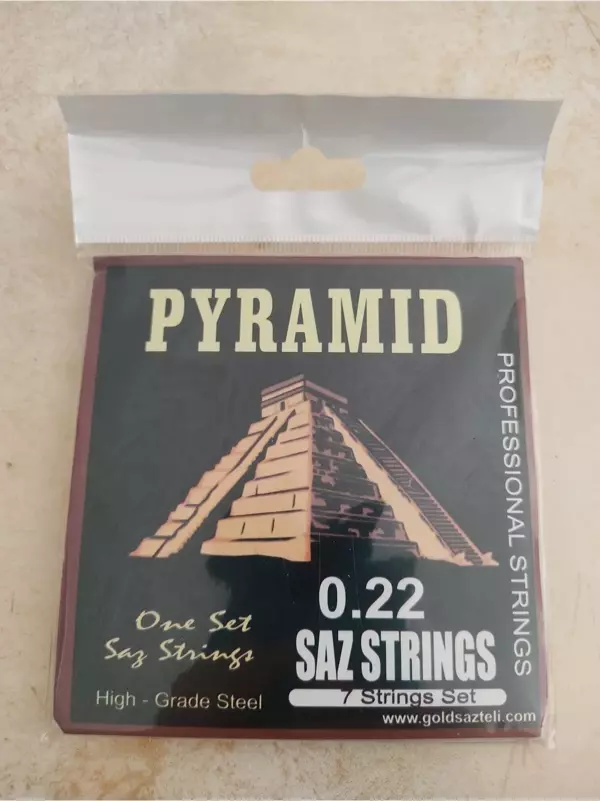 PYRAMID
PROFESSIONAL STRINGS
0.22
One Set
Saz Strings
SAZ STRINGS
High - Grade Steel
7 Strings Set
www.goldsazteli.com